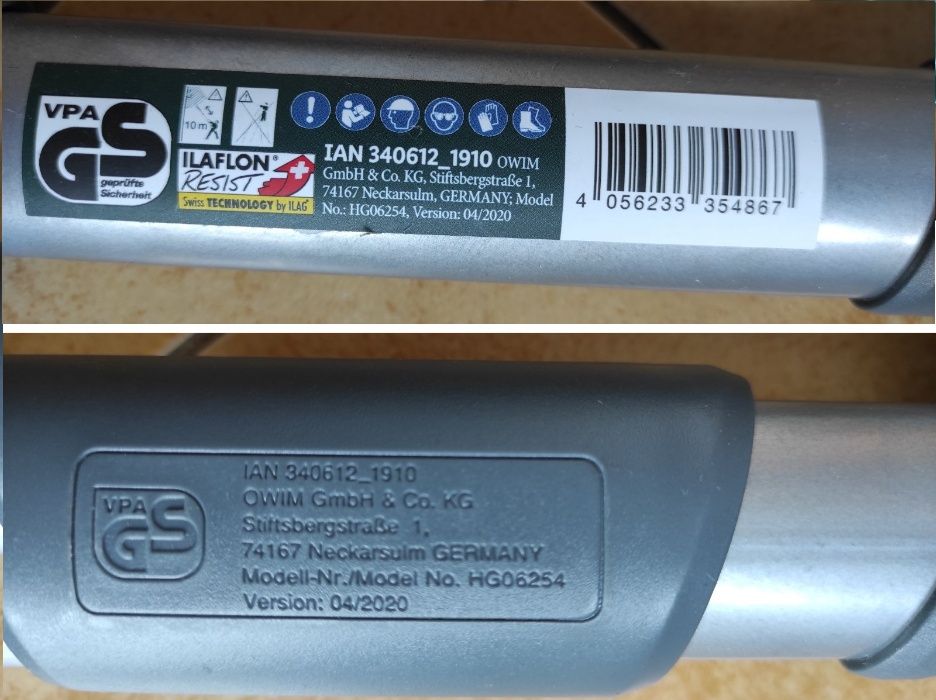 VPA
GS
geprüfte
Sicherheit
10 m
ILAFLON®
RESIST
Swiss TECHNOLOGY by ILAG®
IAN 340612_1910 OWIM
GmbH & Co. KG, Stiftsbergstraße 1,
74167 Neckarsulm, GERMANY; Model
No.: HG06254, Version: 04/2020
4 056233 354867
VPA
GS
IAN 340612_1910
OWIM GmbH & Co. KG
Stiftsbergstraße 1,
74167 Neckarsulm GERMANY
Modell-Nr./Model No. HG06254
Version: 04/2020